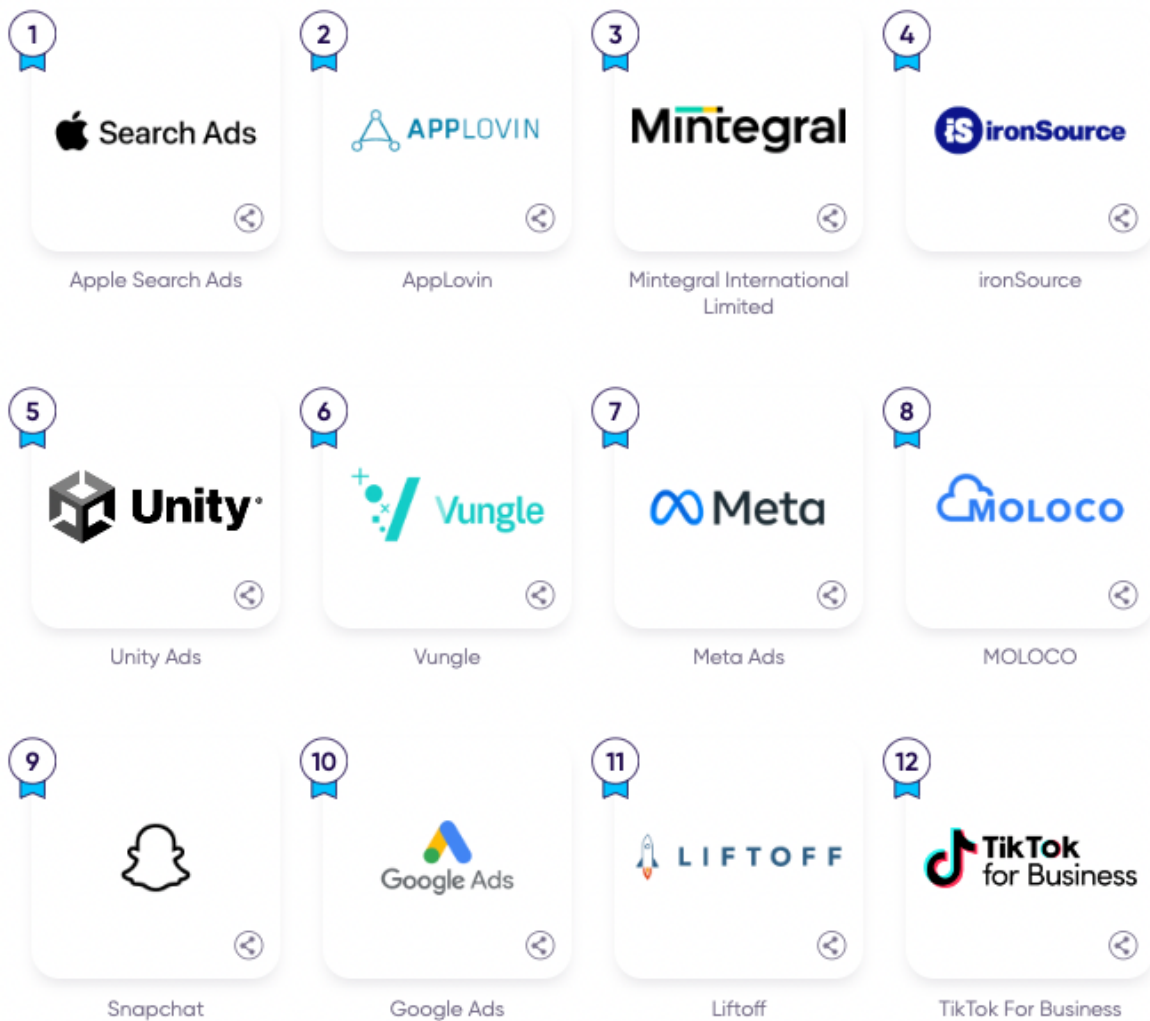 1
2
3
4
Search Ads
APPLOVIN
Mintegral
iS ironSource
Apple Search Ads
AppLovin
Mintegral International
Limited
ironSource
5
6
7
8
Unity
Vungle
Meta
MOLOCO
Unity Ads
Vungle
Meta Ads
MOLOCO
9
10
11
12
Google Ads
LIFTOFF
TikTok
for Business
Snapchat
Google Ads
Liftoff
TikTok For Business